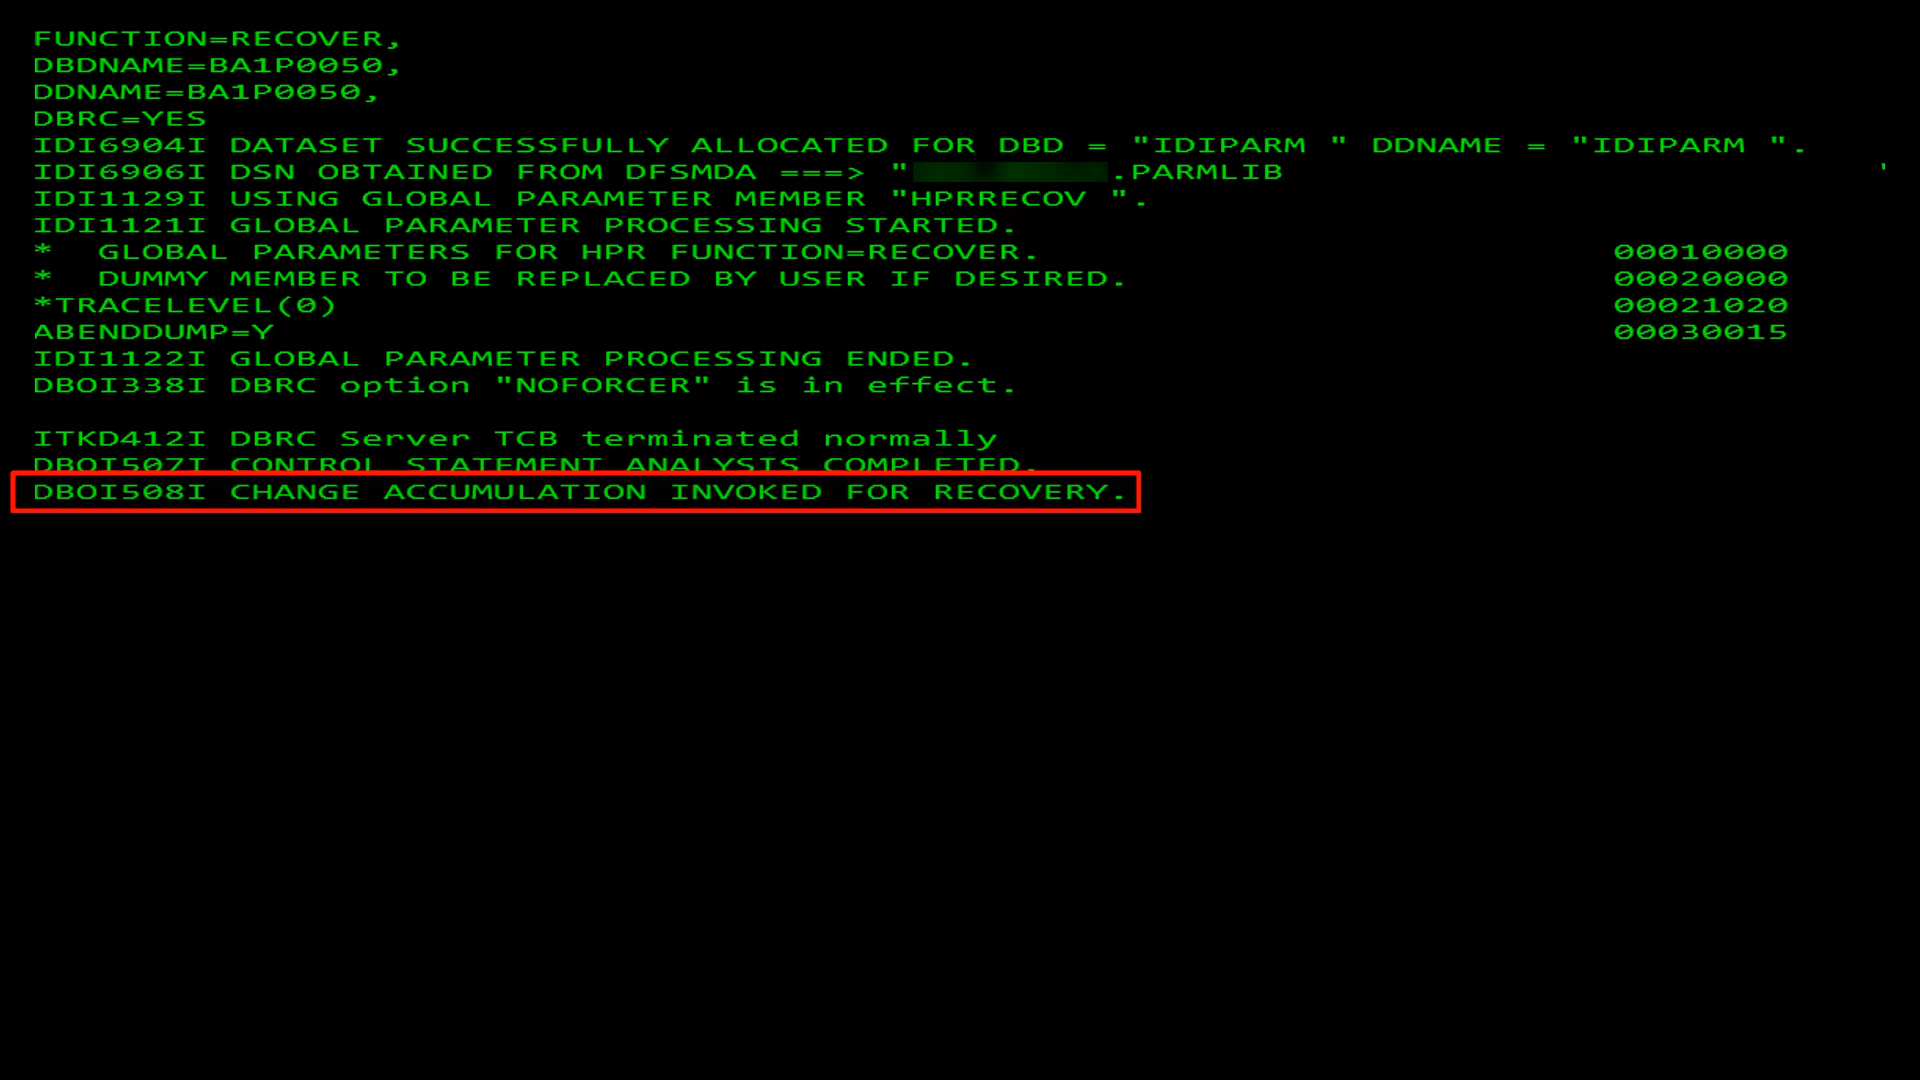 FUNCTION=RECOVER,
DBDNAME=BA1P0050,
DDNAME=BA1P0050,
DBRC=YES
IDI6904I DATASET SUCCESSFULLY ALLOCATED FOR DBD = "IDIPARM " DDNAME = "IDIPARM ".
IDI6906I DSN OBTAINED FROM DFSMDA ===> " .PARMLIB '
IDI1129I USING GLOBAL PARAMETER MEMBER "HPRRECOV ".
IDI1121I GLOBAL PARAMETER PROCESSING STARTED.
* GLOBAL PARAMETERS FOR HPR FUNCTION=RECOVER. 00010000
* DUMMY MEMBER TO BE REPLACED BY USER IF DESIRED. 00020000
*TRACELEVEL(0) 00021020
ABENDDUMP=Y 00030015
IDI1122I GLOBAL PARAMETER PROCESSING ENDED.
DBOI338I DBRC option "NOFORCER" is in effect.
ITKD412I DBRC Server TCB terminated normally
DBOI507I CONTROL STATEMENT ANALYSIS COMPLETED.
DBOI508I CHANGE ACCUMULATION INVOKED FOR RECOVERY.